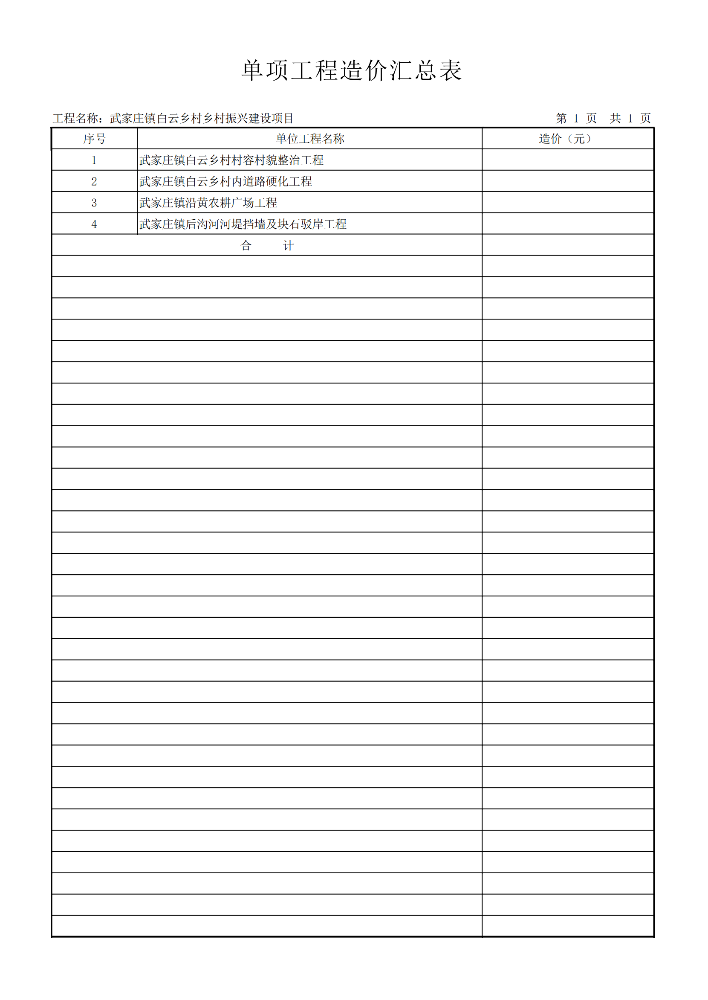 单项工程造价汇总表
工程名称：武家庄镇白云乡村乡村振兴建设项目 第 1 页 共 1 页
序号 单位工程名称 造价（元）
1 武家庄镇白云乡村村容村貌整治工程
2 武家庄镇白云乡村内道路硬化工程
3 武家庄镇沿黄农耕广场工程
4 武家庄镇后沟河河堤挡墙及块石驳岸工程
合 计